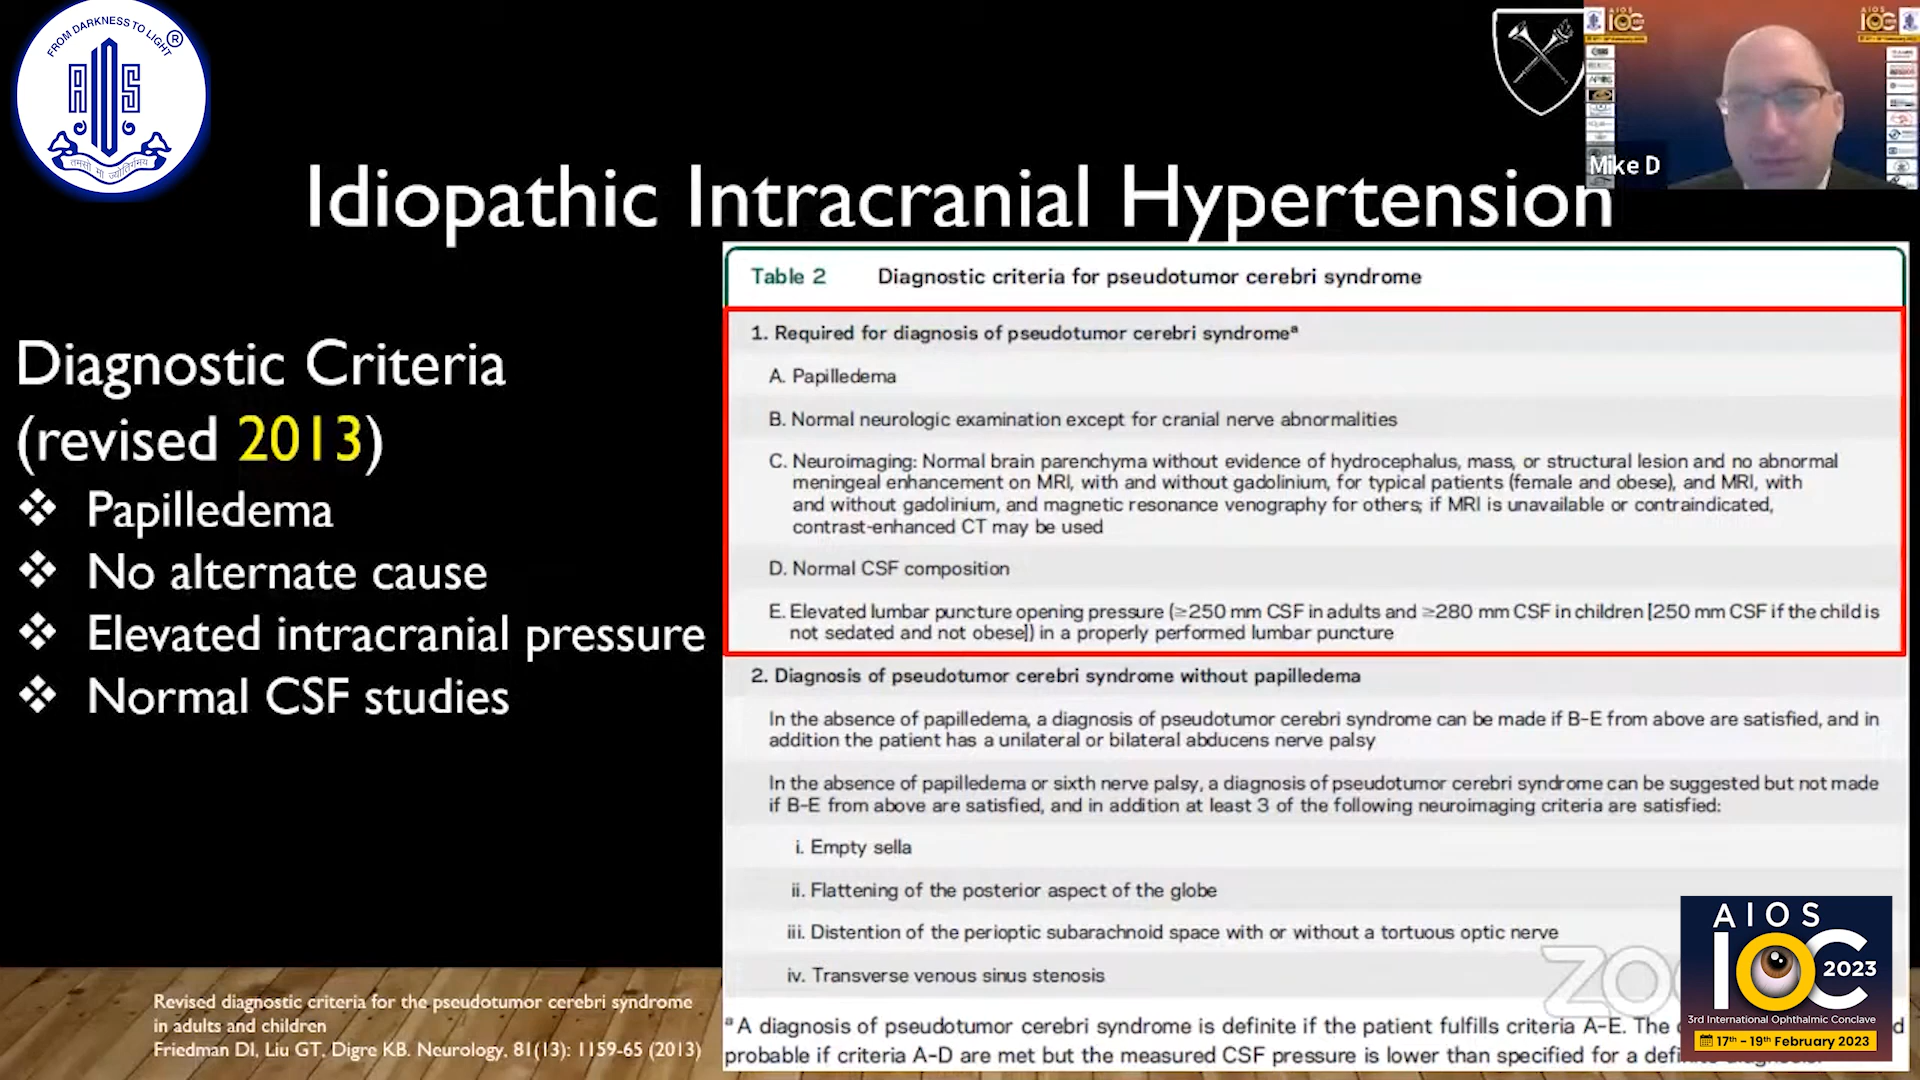 FROM DARKNESS TO LIGHT
®
AIOS
तमसो मा ज्योतिर्गमय
Mike D
Idiopathic Intracranial Hypertension
Diagnostic Criteria
(revised 2013)
❖ Papilledema
❖ No alternate cause
❖ Elevated intracranial pressure
❖ Normal CSF studies
Table 2 Diagnostic criteria for pseudotumor cerebri syndrome
1. Required for diagnosis of pseudotumor cerebri syndromeª
A. Papilledema
B. Normal neurologic examination except for cranial nerve abnormalities
C. Neuroimaging: Normal brain parenchyma without evidence of hydrocephalus, mass, or structural lesion and no abnormal
meningeal enhancement on MRI, with and without gadolinium, for typical patients (female and obese), and MRI, with
and without gadolinium, and magnetic resonance venography for others; if MRI is unavailable or contraindicated,
contrast-enhanced CT may be used
D. Normal CSF composition
E. Elevated lumbar puncture opening pressure (≥250 mm CSF in adults and ≥280 mm CSF in children [250 mm CSF if the child is
not sedated and not obese]) in a properly performed lumbar puncture
2. Diagnosis of pseudotumor cerebri syndrome without papilledema
In the absence of papilledema, a diagnosis of pseudotumor cerebri syndrome can be made if B-E from above are satisfied, and in
addition the patient has a unilateral or bilateral abducens nerve palsy
In the absence of papilledema or sixth nerve palsy, a diagnosis of pseudotumor cerebri syndrome can be suggested but not made
if B-E from above are satisfied, and in addition at least 3 of the following neuroimaging criteria are satisfied:
i. Empty sella
ii. Flattening of the posterior aspect of the globe
iii. Distention of the perioptic subarachnoid space with or without a tortuous optic nerve
iv. Transverse venous sinus stenosis
ª A diagnosis of pseudotumor cerebri syndrome is definite if the patient fulfills criteria A-E. The
probable if criteria A-D are met but the measured CSF pressure is lower than specified for a
Revised diagnostic criteria for the pseudotumor cerebri syndrome
in adults and children
Friedman DI, Liu GT, Digre KB. Neurology, 81(13): 1159-65 (2013)
AIOS
IOC
2023
3rd International Ophthalmic Conclave
17th - 19th February 2023